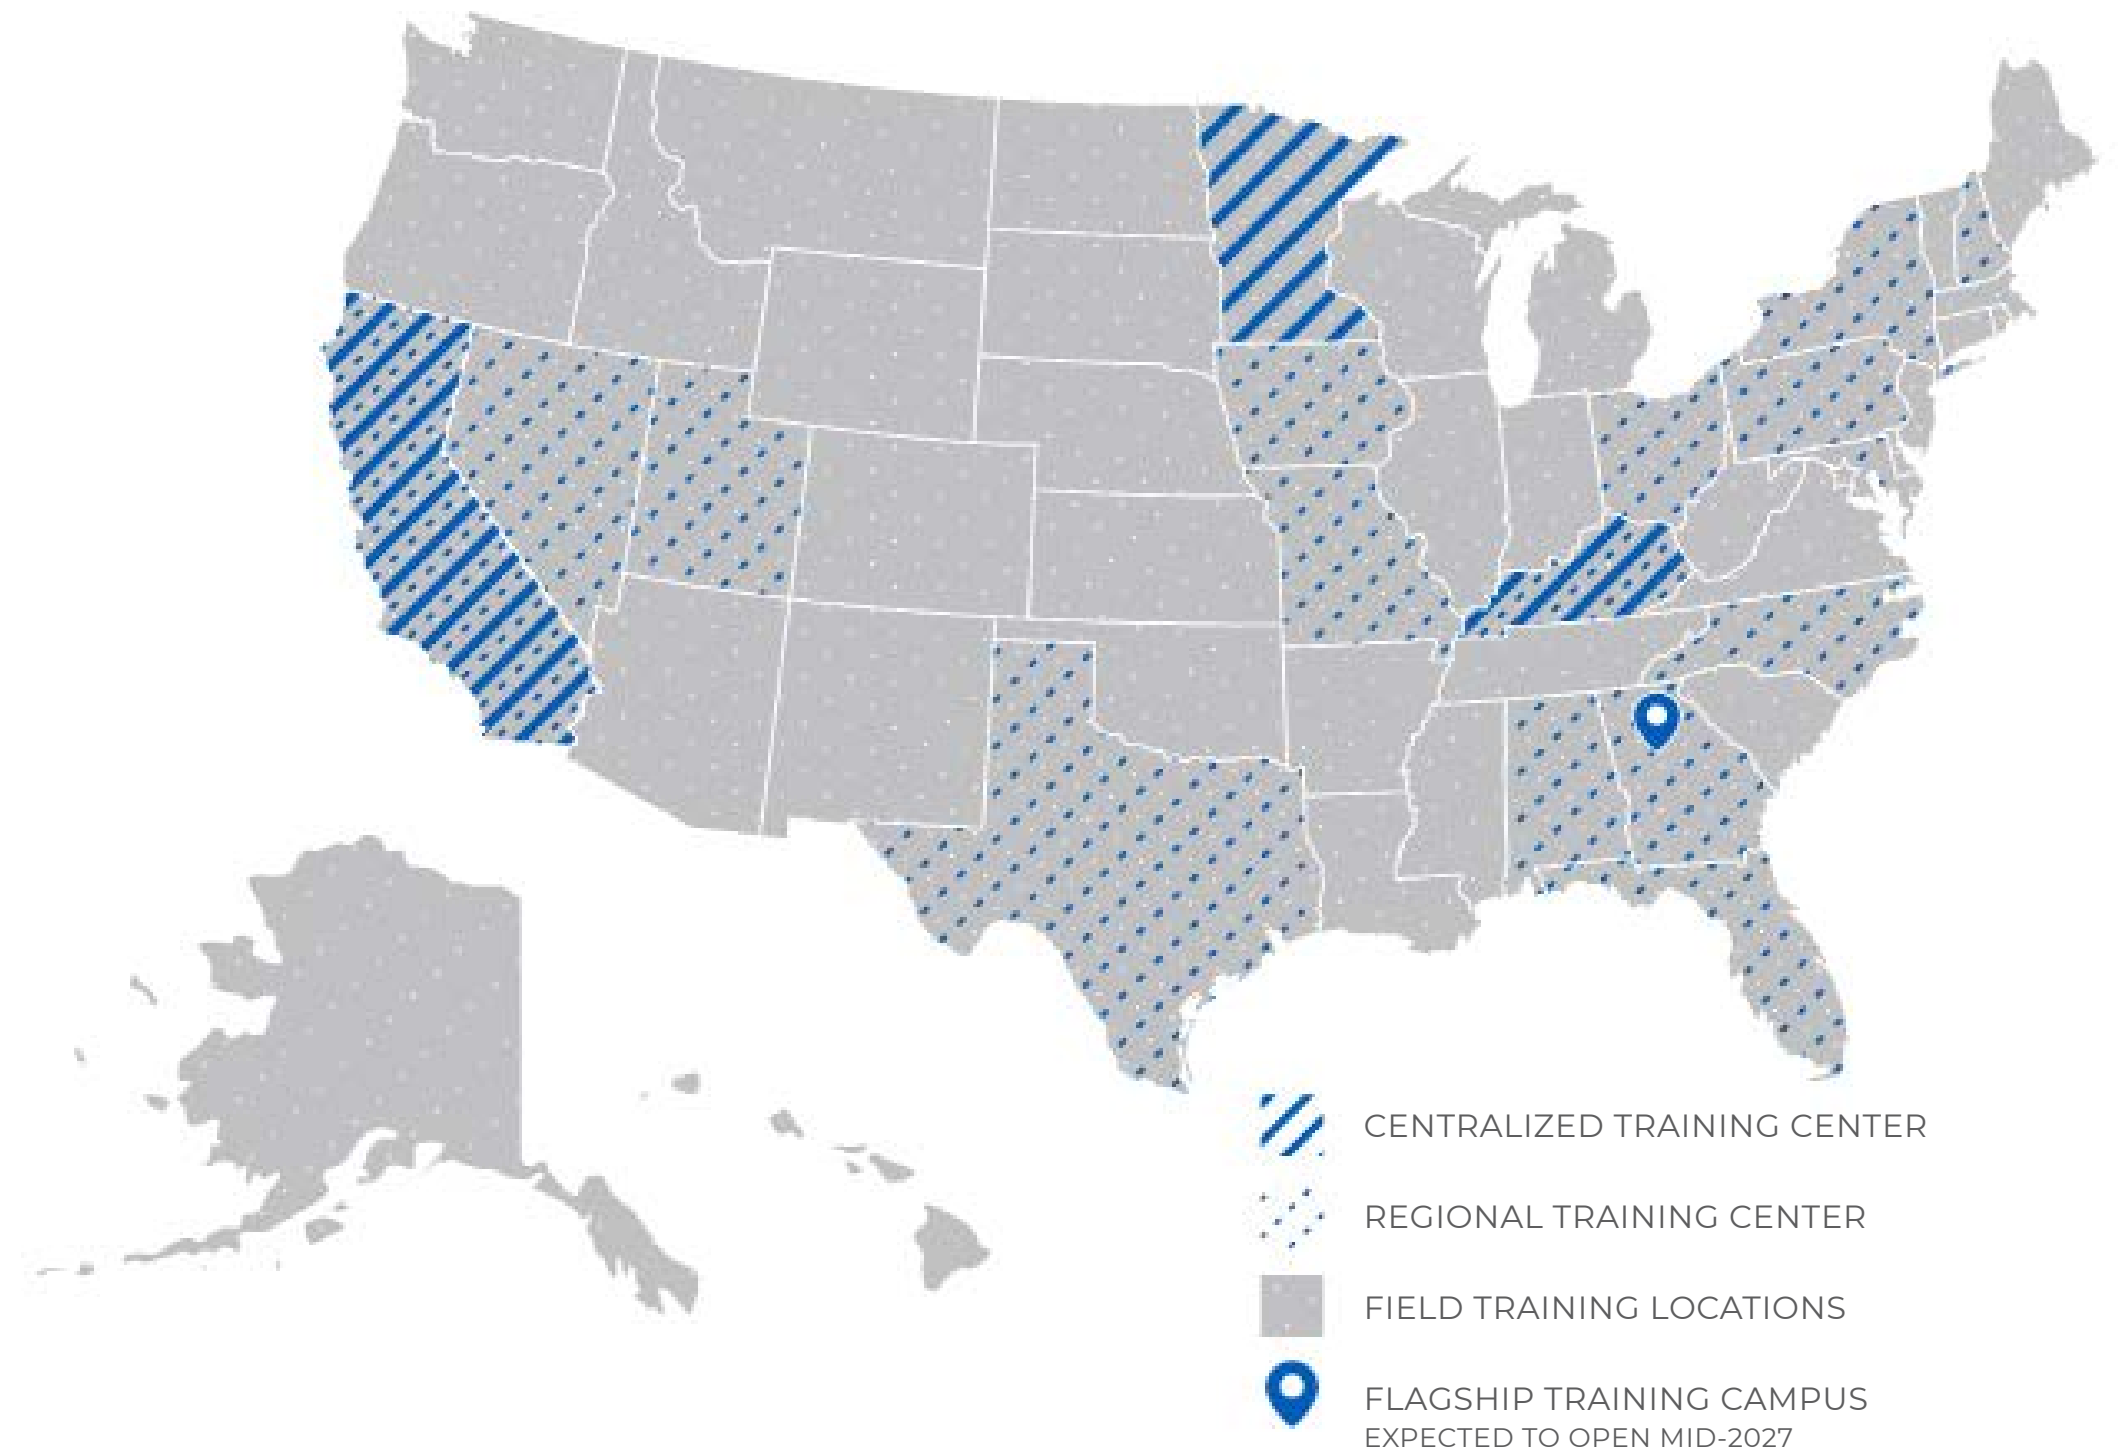 CENTRALIZED TRAINING CENTER
REGIONAL TRAINING CENTER
FIELD TRAINING LOCATIONS
FLAGSHIP TRAINING CAMPUS
EXPECTED TO OPEN MID-2027